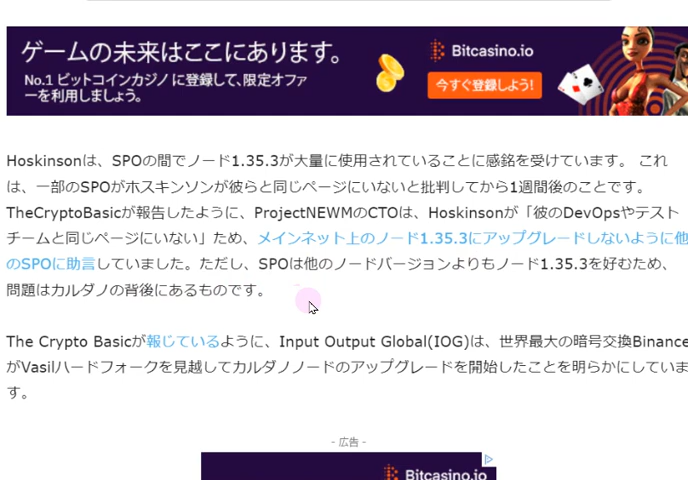 ゲームの未来はここにあります。
No.1 ビットコインカジノ に登録して、限定オファ
ーを利用しましょう。
Bitcasino.io
今すぐ登録しよう!
Hoskinsonは、SPOの間でノード1.35.3が大量に使用されていることに感銘を受けています。 これ
は、一部のSPOがホスキンソンが彼らと同じページにいないと批判してから1週間後のことです。
TheCryptoBasicが報告したように、ProjectNEWMのCTOは、Hoskinsonが「彼のDevOpsやテスト
チームと同じページにいない」ため、メインネット上のノード1.35.3にアップグレードしないように他
のSPOに助言していました。ただし、SPOは他のノードバージョンよりもノード1.35.3を好むため、
問題はカルダノの背後にあるものです。
The Crypto Basicが報じているように、Input Output Global(IOG)は、世界最大の暗号交換Binance
がVasilハードフォークを見越してカルダノノードのアップグレードを開始したことを明らかにしていま
す。
- 広告 -
Bitcasino.io